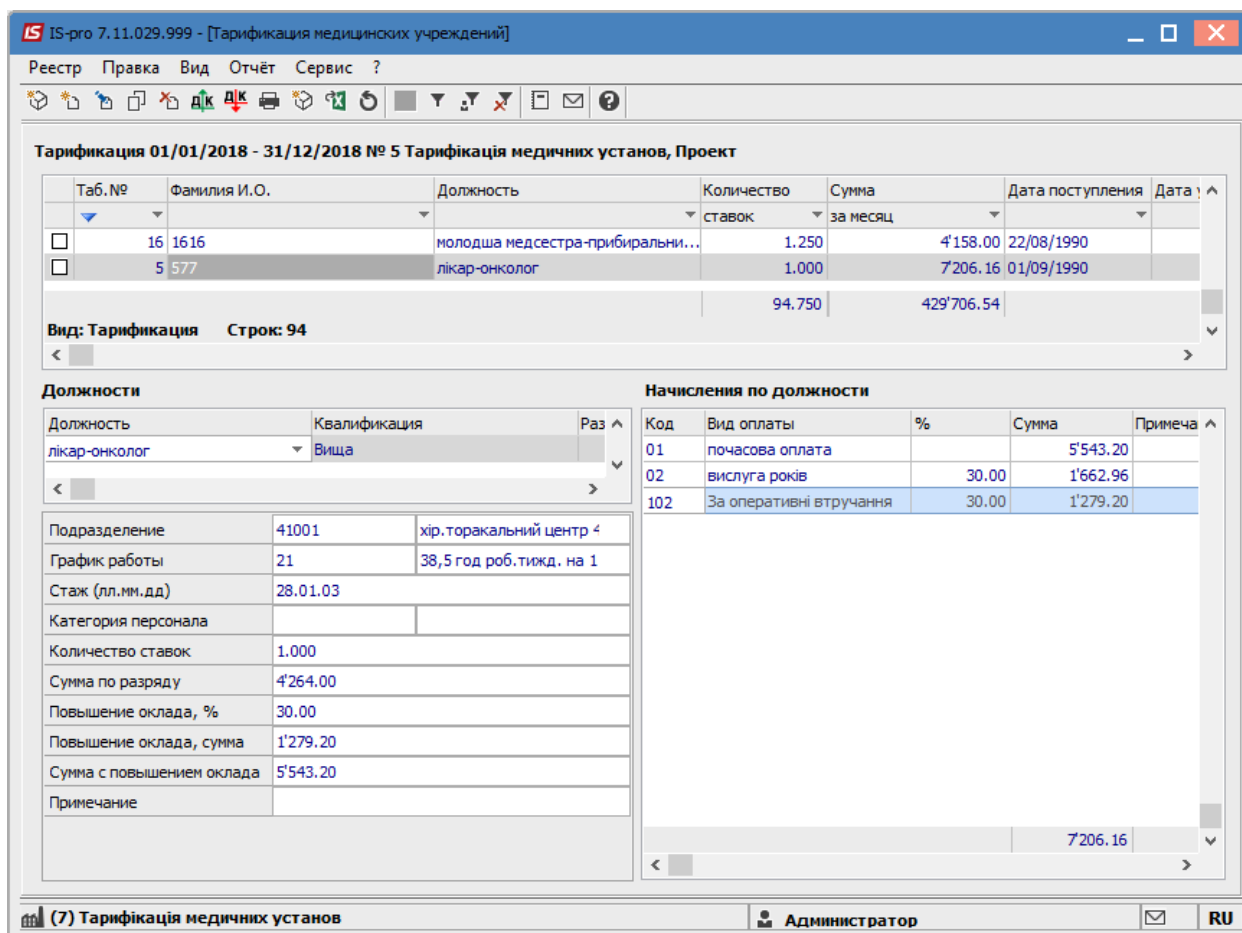 IS-pro 7.11.029.999 - [Тарификация медицинских учреждений]
Реестр Правка Вид Отчёт Сервис ?
Тарификация 01/01/2018 - 31/12/2018 № 5 Тарифікація медичних установ, Проект
Таб.№ Фамилия И.О. Должность Количество Сумма Дата поступления Дата
ставок за месяц
16 1616 молодша медсестра-прибиральни... 1.250 4'158.00 22/08/1990
5 577 лікар-онколог 1.000 7'206.16 01/09/1990
94.750 429'706.54
Вид: Тарификация Строк: 94
Должности Начисления по должности
Должность Квалификация Раз Код Вид оплаты % Сумма Примеча
лікар-онколог Вища 01 почасова оплата 5'543.20
02 вислуга років 30.00 1'662.96
102 За оперативні втручання 30.00 1'279.20
Подразделение 41001 хір.торакальний центр 4
График работы 21 38,5 год роб.тижд. на 1
Стаж (лл.мм.дд) 28.01.03
Категория персонала
Количество ставок 1.000
Сумма по разряду 4'264.00
Повышение оклада, % 30.00
Повышение оклада, сумма 1'279.20
Сумма с повышением оклада 5'543.20
Примечание
7'206.16
(7) Тарифікація медичних установ Администратор RU